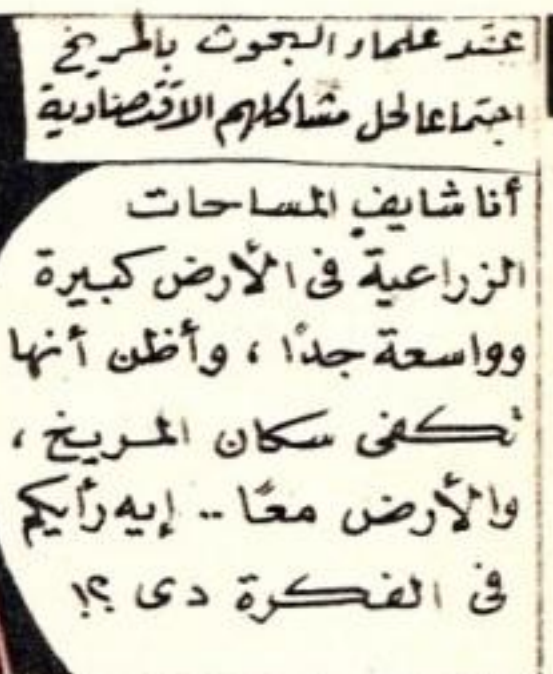 عقد علماء البحوث بالمريخ
اجتماعا لحل مشاكلهم الاقتصادية
أنا شايف المساحات
الزراعية فى الأرض كبيرة
وواسعة جدًا ، وأظن أنها
تكفى سكان المريخ ،
والأرض معًا .. إيه رأيكم
فى الفكرة دى ؟!